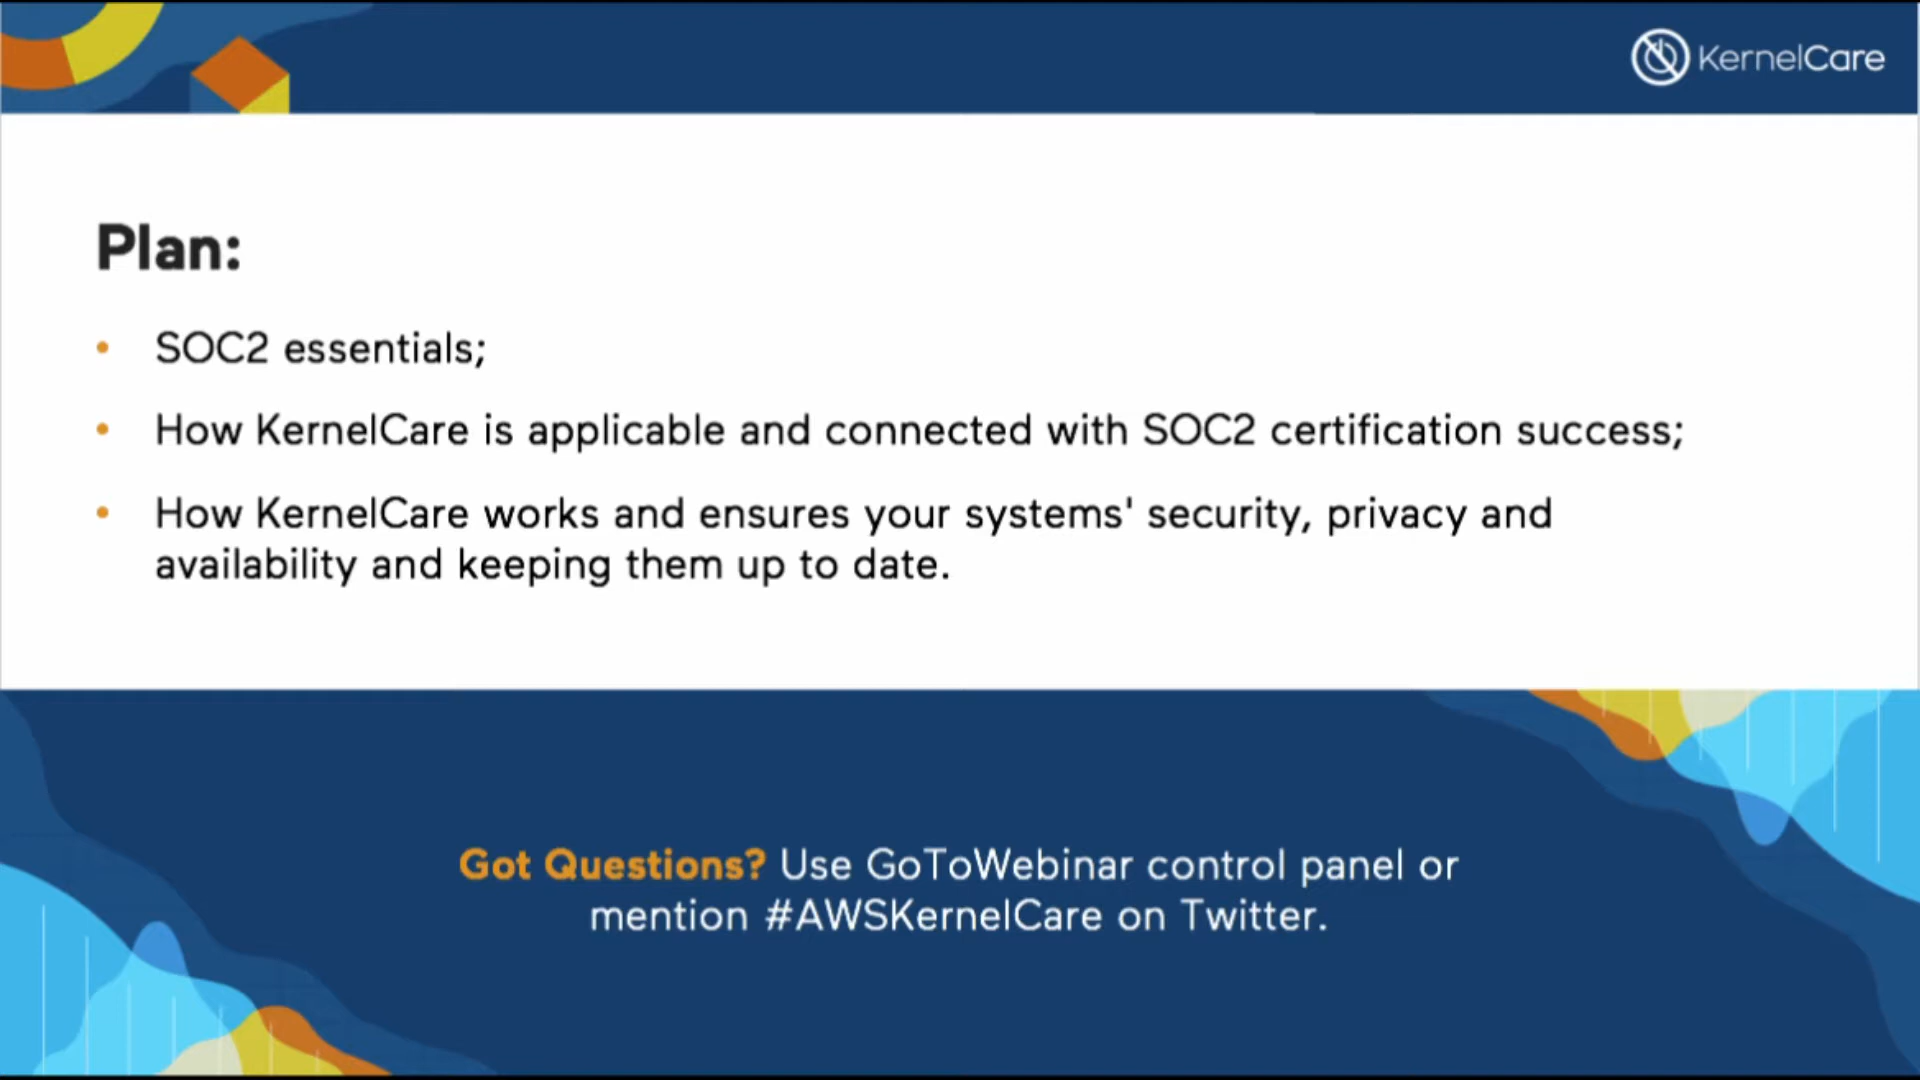 KernelCare
Plan:
• SOC2 essentials;
• How KernelCare is applicable and connected with SOC2 certification success;
• How KernelCare works and ensures your systems' security, privacy and
availability and keeping them up to date.
Got Questions? Use GoToWebinar control panel or
mention #AWSKernelCare on Twitter.